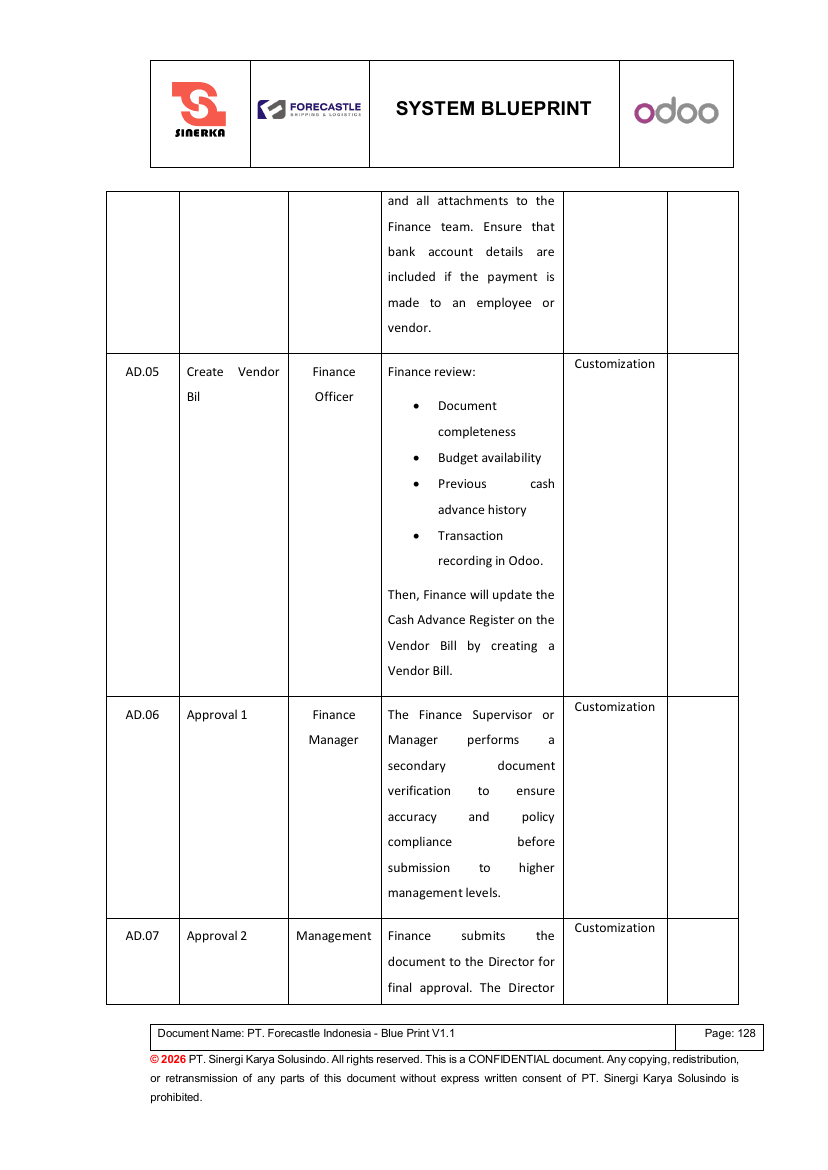 SINERKA
FORECASTLE
SHIPPING & LOGISTICS
SYSTEM BLUEPRINT
odoo
and all attachments to the
Finance team. Ensure that
bank account details are
included if the payment is
made to an employee or
vendor.
AD.05
Create Vendor
Bil
Finance
Officer
Finance review:
• Document
completeness
• Budget availability
• Previous cash
advance history
• Transaction
recording in Odoo.
Then, Finance will update the
Cash Advance Register on the
Vendor Bill by creating a
Vendor Bill.
Customization
AD.06
Approval 1
Finance
Manager
The Finance Supervisor or
Manager performs a
secondary document
verification to ensure
accuracy and policy
compliance before
submission to higher
management levels.
Customization
AD.07
Approval 2
Management
Finance submits the
document to the Director for
final approval. The Director
Customization
Document Name: PT. Forecastle Indonesia - Blue Print V1.1
Page: 128
© 2026 PT. Sinergi Karya Solusindo. All rights reserved. This is a CONFIDENTIAL document. Any copying, redistribution,
or retransmission of any parts of this document without express written consent of PT. Sinergi Karya Solusindo is
prohibited.